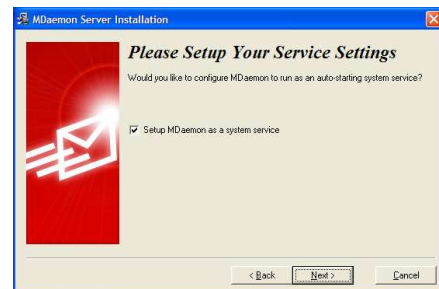 MDaemon Server Installation
Please Setup Your Service Settings
Would you like to configure MDaemon to run as an auto-starting system service?
Setup MDaemon as a system service
< Back
Next >
Cancel